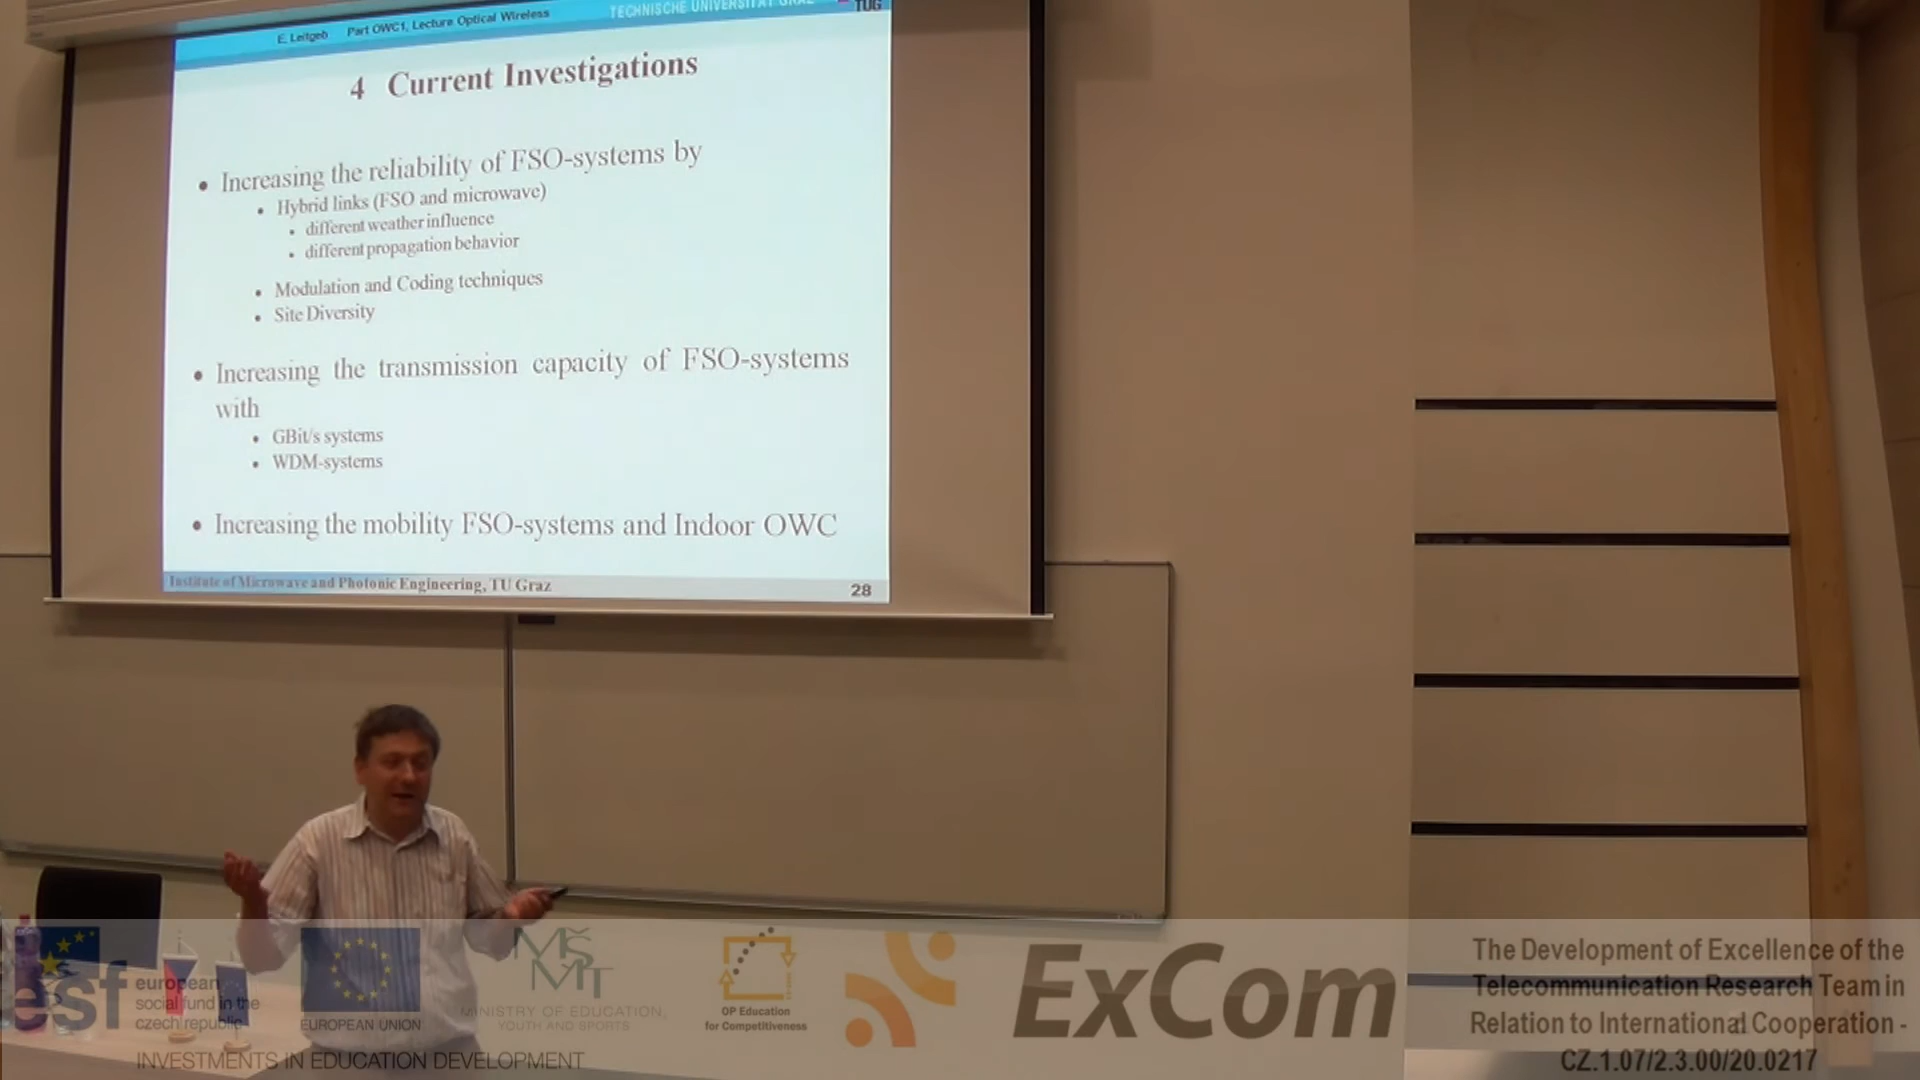 E. Leitgeb Part OWC1, Lecture Optical Wireless TECHNISCHE UNIVERSITÄT GRAZ TUG
4 Current Investigations
• Increasing the reliability of FSO-systems by
• Hybrid links (FSO and microwave)
• different weather influence
• different propagation behavior
• Modulation and Coding techniques
• Site Diversity
• Increasing the transmission capacity of FSO-systems
with
• GBit/s systems
• WDM-systems
• Increasing the mobility FSO-systems and Indoor OWC
Institute of Microwave and Photonic Engineering, TU Graz 28
esf european
social fund in the
czech republic
EUROPEAN UNION
MŠMT
MINISTRY OF EDUCATION,
YOUTH AND SPORTS
OP Education
for Competitiveness
ExCom
The Development of Excellence of the
Telecommunication Research Team in
Relation to International Cooperation -
CZ.1.07/2.3.00/20.0217
INVESTMENTS IN EDUCATION DEVELOPMENT